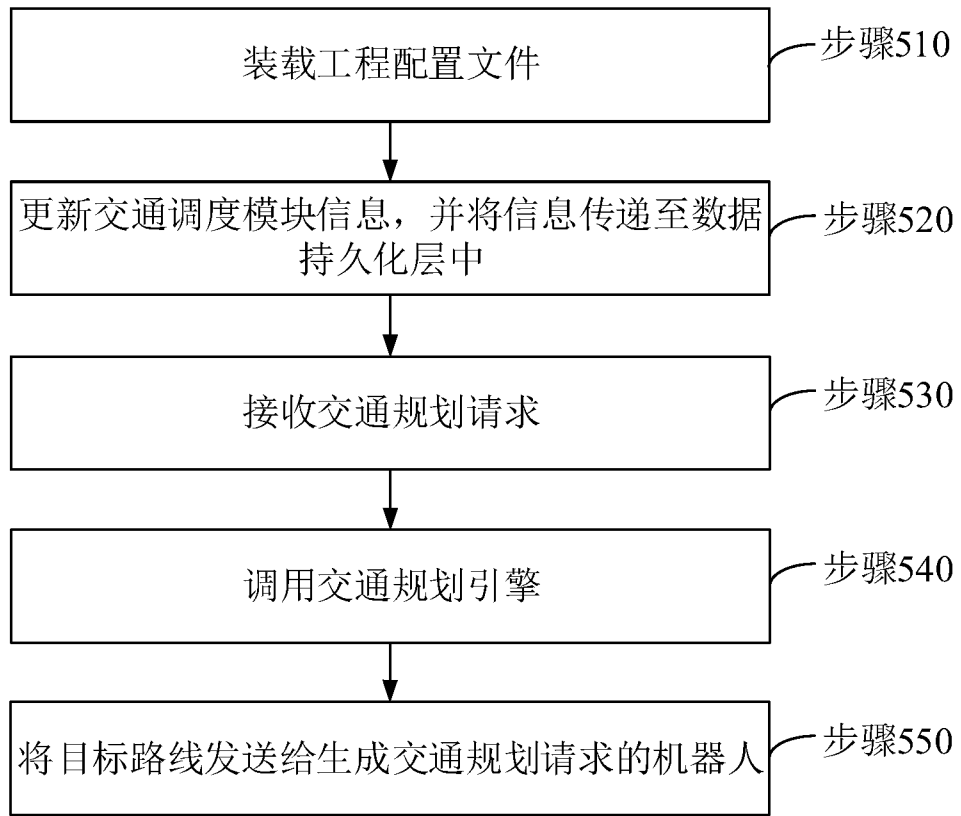 装载工程配置文件
步骤510
更新交通调度模块信息，并将信息传递至数据
持久化层中
步骤520
接收交通规划请求
步骤530
调用交通规划引擎
步骤540
将目标路线发送给生成交通规划请求的机器人
步骤550